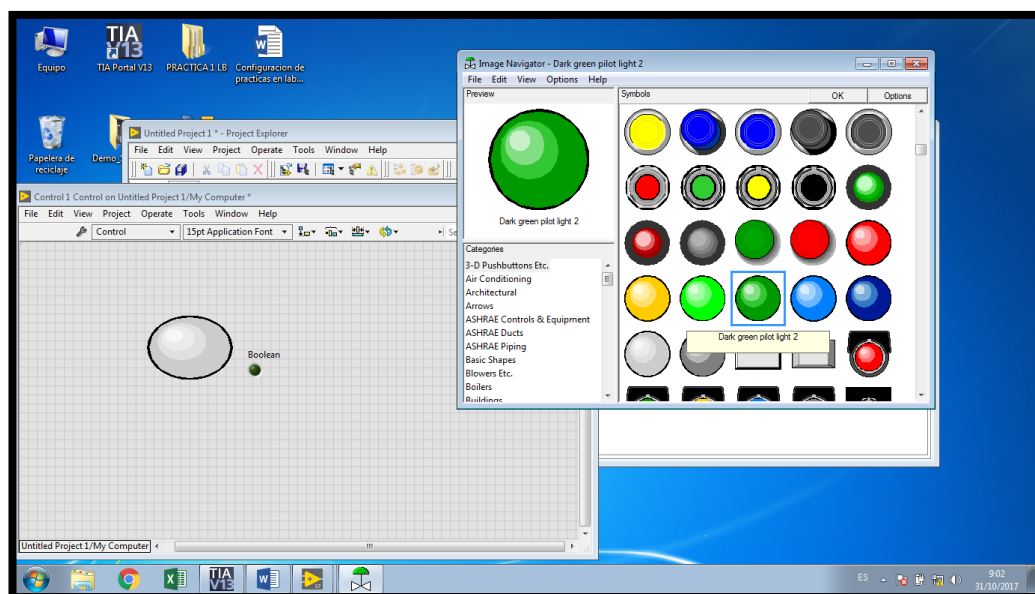 Equipo
TIA Portal V13
PRACTICA 1 LB
Configuracion de
practicas en lab...
Papelera de
reciclaje
Untitled Project 1 * - Project Explorer
File Edit View Project Operate Tools Window Help
Control 1 Control on Untitled Project 1/My Computer *
File Edit View Project Operate Tools Window Help
Control
15pt Application Font
Boolean
Untitled Project 1/My Computer
Image Navigator - Dark green pilot light 2
File Edit View Options Help
Preview
Dark green pilot light 2
Categories
3-D Pushbuttons Etc.
Air Conditioning
Architectural
Arrows
ASHRAE Controls & Equipment
ASHRAE Ducts
ASHRAE Piping
Basic Shapes
Blowers Etc.
Boilers
Buildings
Symbols
OK
Options
Dark green pilot light 2
TIA
V13
ES
9:02
31/10/2017